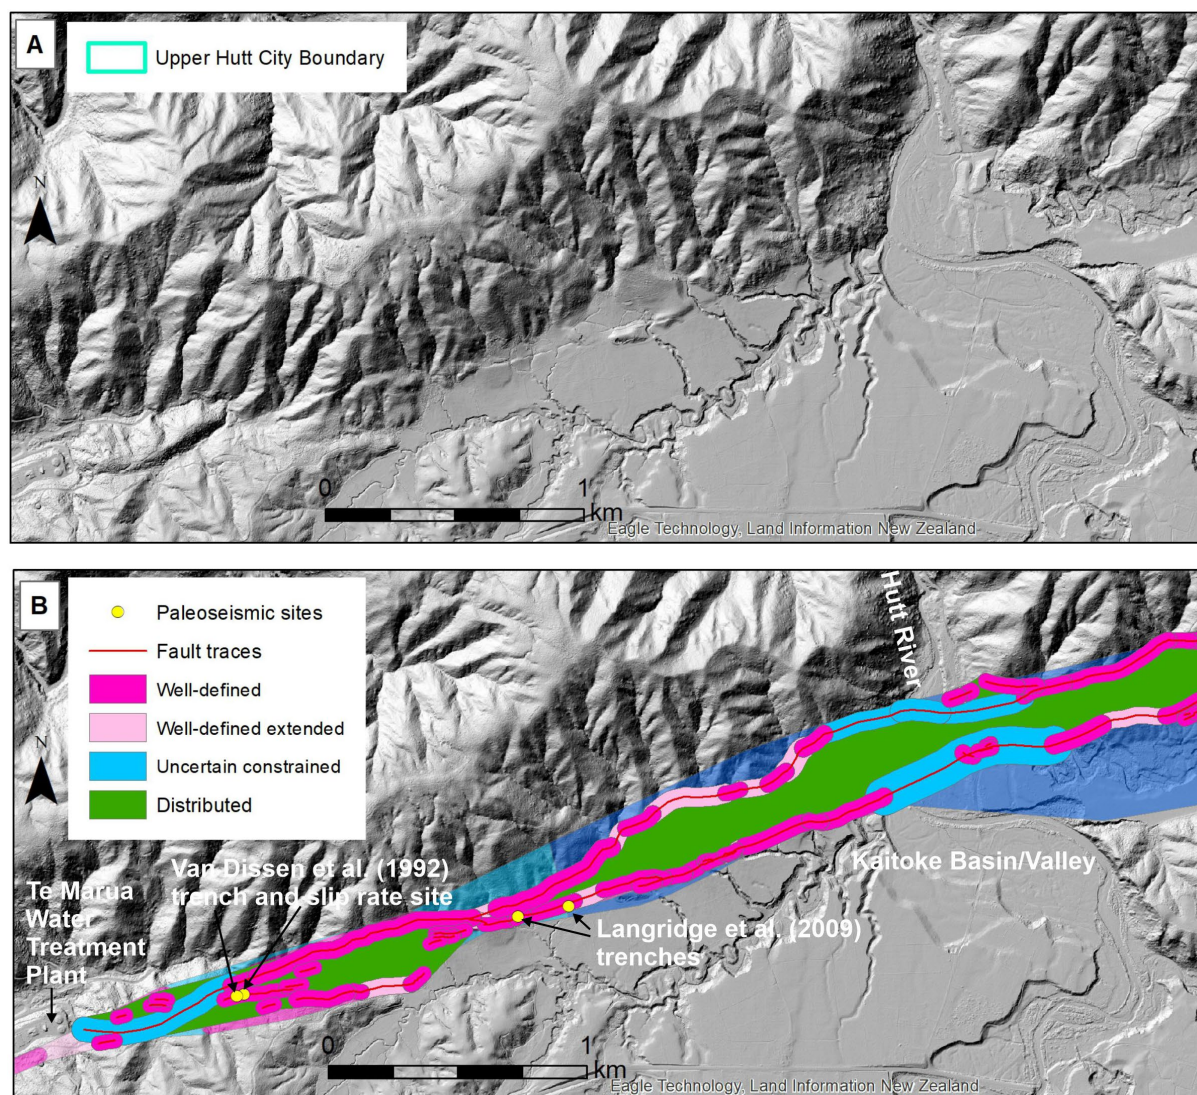 A
Upper Hutt City Boundary
N
0
1
km
Eagle Technology, Land Information New Zealand
B
Paleoseismic sites
Fault traces
Well-defined
Well-defined extended
Uncertain constrained
Distributed
N
Hutt River
Van Dissen et al. (1992)
trench and slip rate site
Te Marua
Water
Treatment
Plant
Kaitoke Basin/Valley
Langridge et al. (2009)
trenches
0
1
km
Eagle Technology, Land Information New Zealand